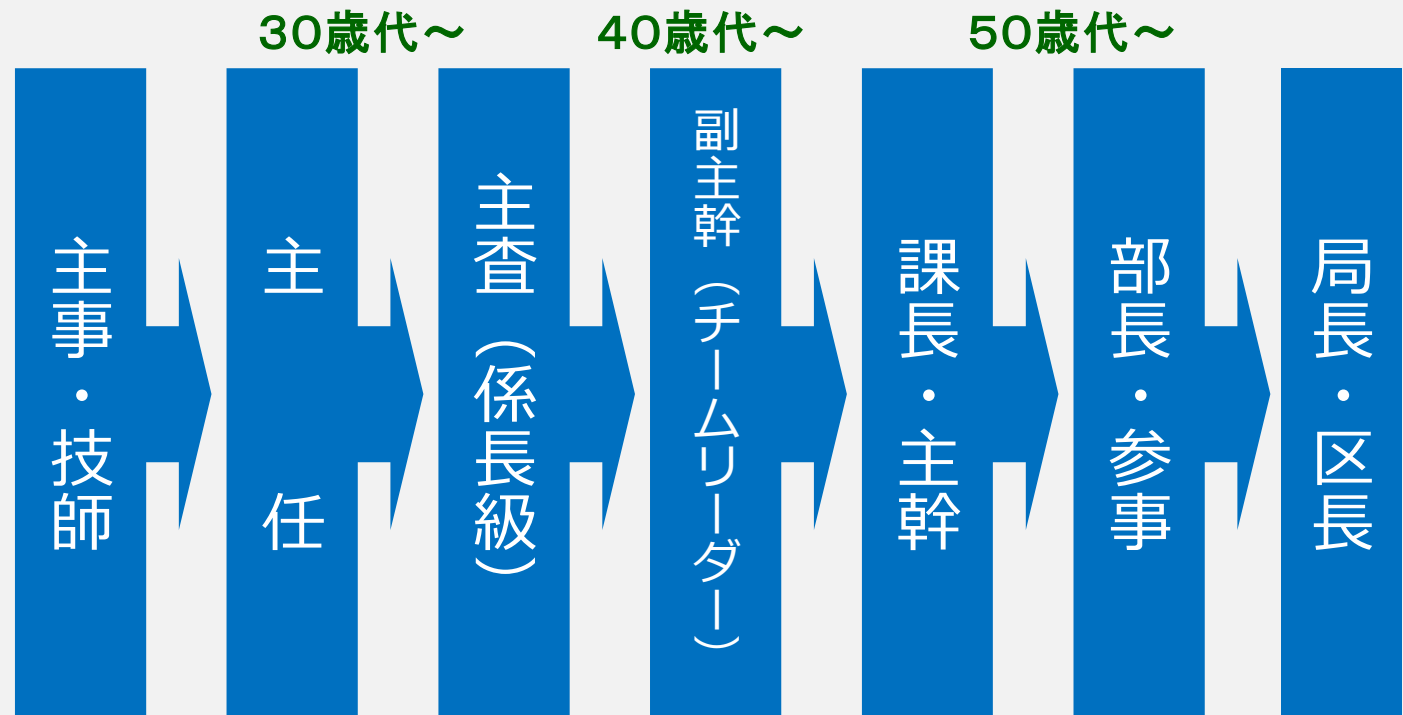 30歳代～
40歳代～
50歳代～
主事・技師
主任
主査（係長級）
副主幹（チームリーダー）
課長・主幹
部長・参事
局長・区長